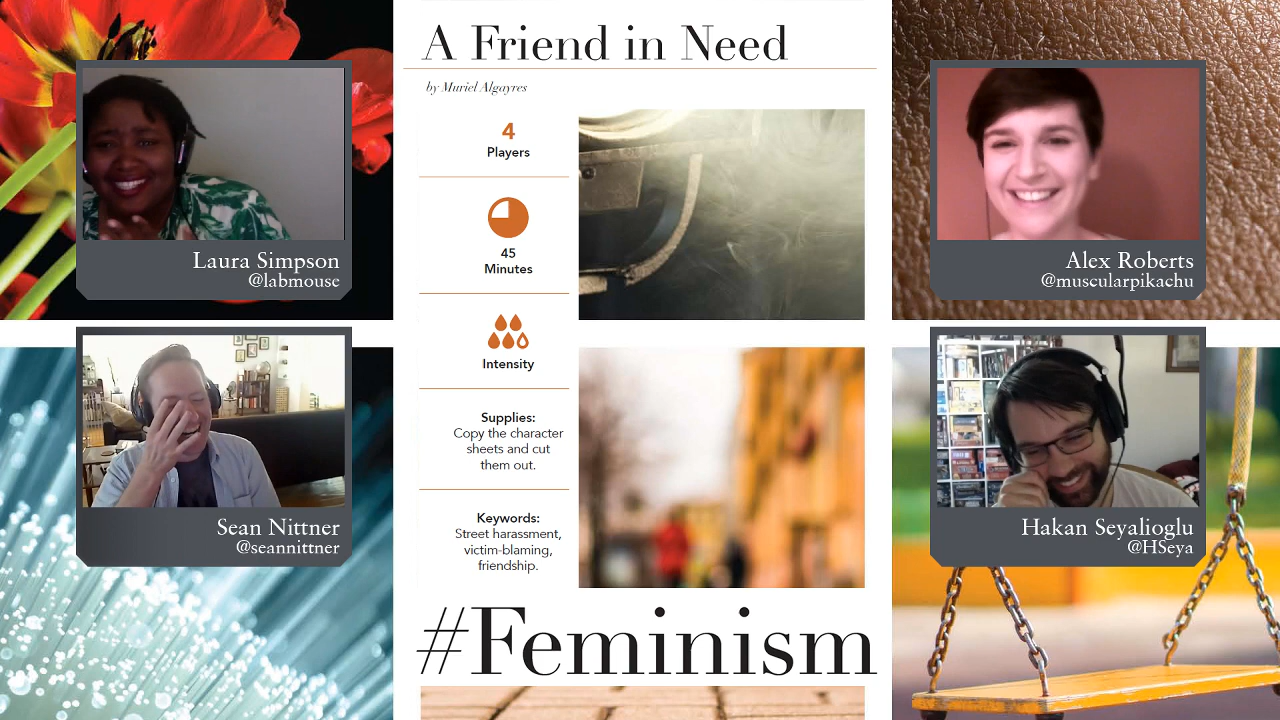 A Friend in Need
by Muriel Algayres
4
Players
45
Minutes
Intensity
Supplies:
Copy the character
sheets and cut
them out.
Keywords:
Street harassment,
victim-blaming,
friendship.
#Feminism
Laura Simpson
@labmouse
Sean Nittner
@seannittner
Alex Roberts
@muscularpikachu
Hakan Seyalioglu
@HSeya